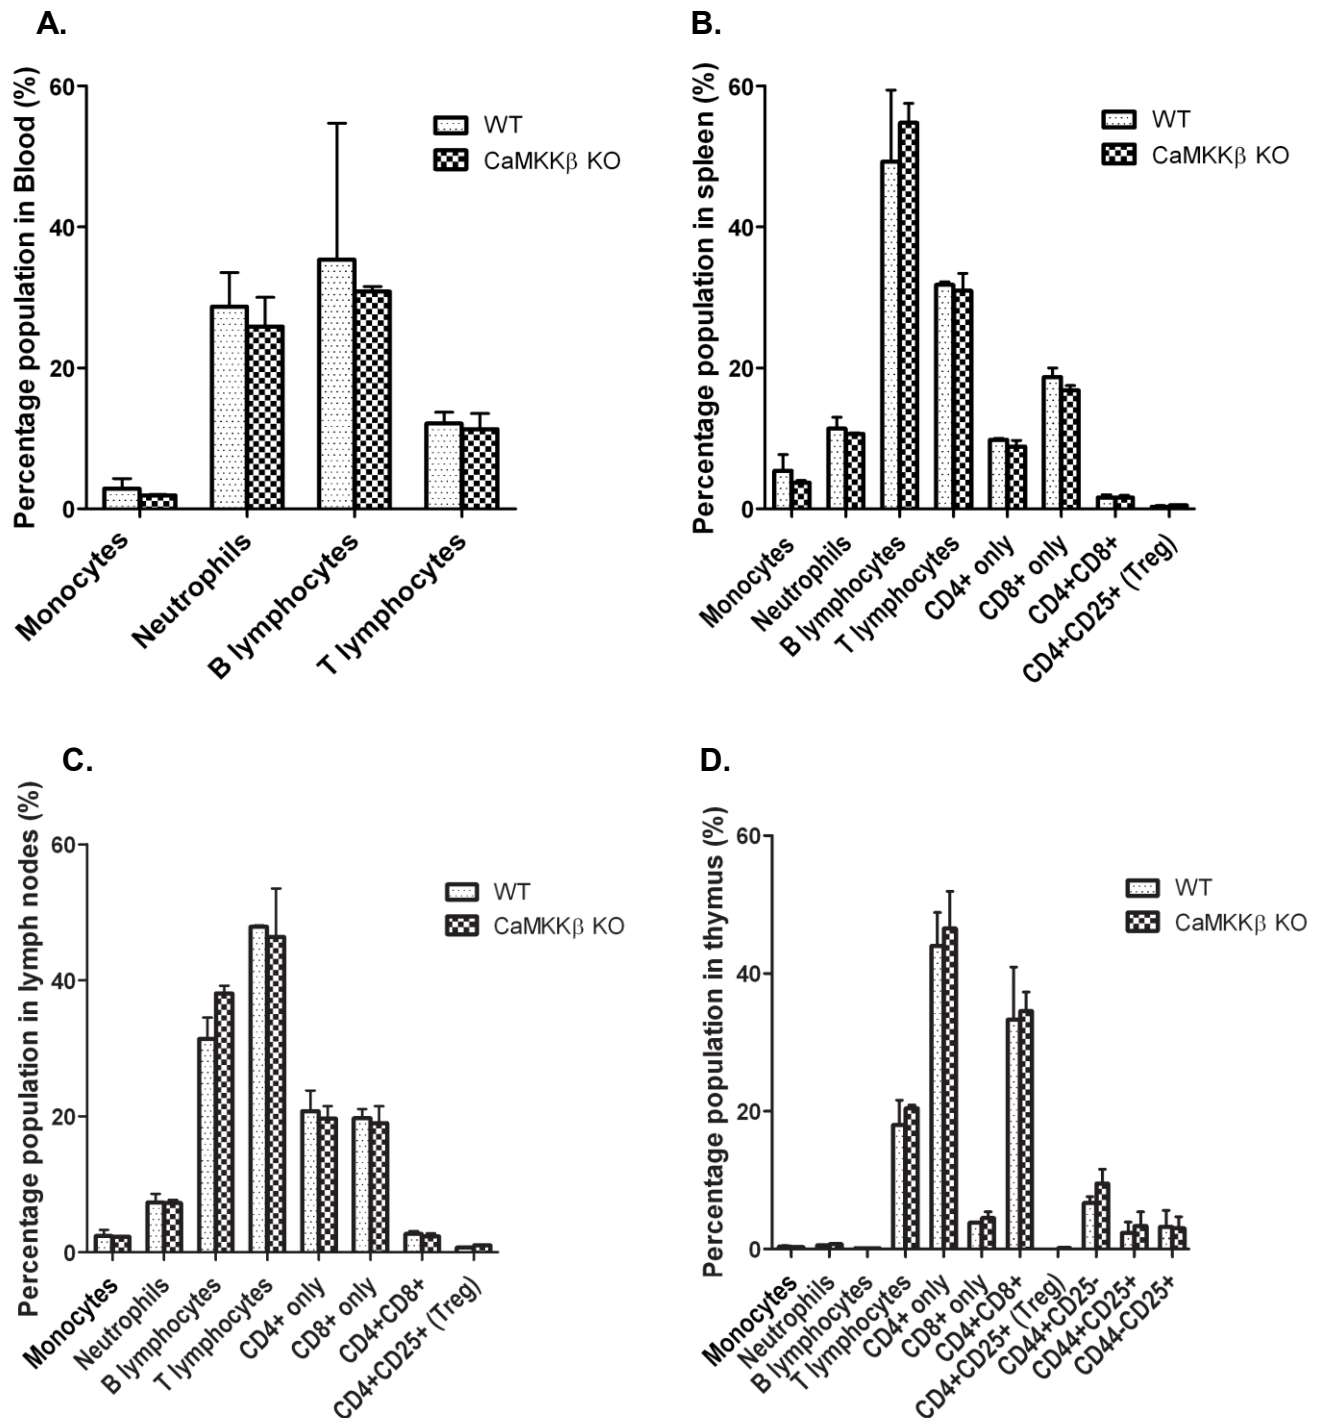 A.
Percentage population in Blood (%)
60
40
20
0
WT
CaMKKβ KO
Monocytes
Neutrophils
B lymphocytes
T lymphocytes
B.
Percentage population in spleen (%)
60
40
20
0
WT
CaMKKβ KO
Monocytes
Neutrophils
B lymphocytes
T lymphocytes
CD4+ only
CD8+ only
CD4+CD8+
CD4+CD25+ (Treg)
C.
Percentage population in lymph nodes (%)
60
40
20
0
WT
CaMKKβ KO
Monocytes
Neutrophils
B lymphocytes
T lymphocytes
CD4+ only
CD8+ only
CD4+CD8+
CD4+CD25+ (Treg)
D.
Percentage population in thymus (%)
60
40
20
0
WT
CaMKKβ KO
Monocytes
Neutrophils
B lymphocytes
T lymphocytes
CD4+ only
CD8+ only
CD4+CD8+
CD4+CD25+ (Treg)
CD44+CD25-
CD44+CD25+
CD44-CD25+